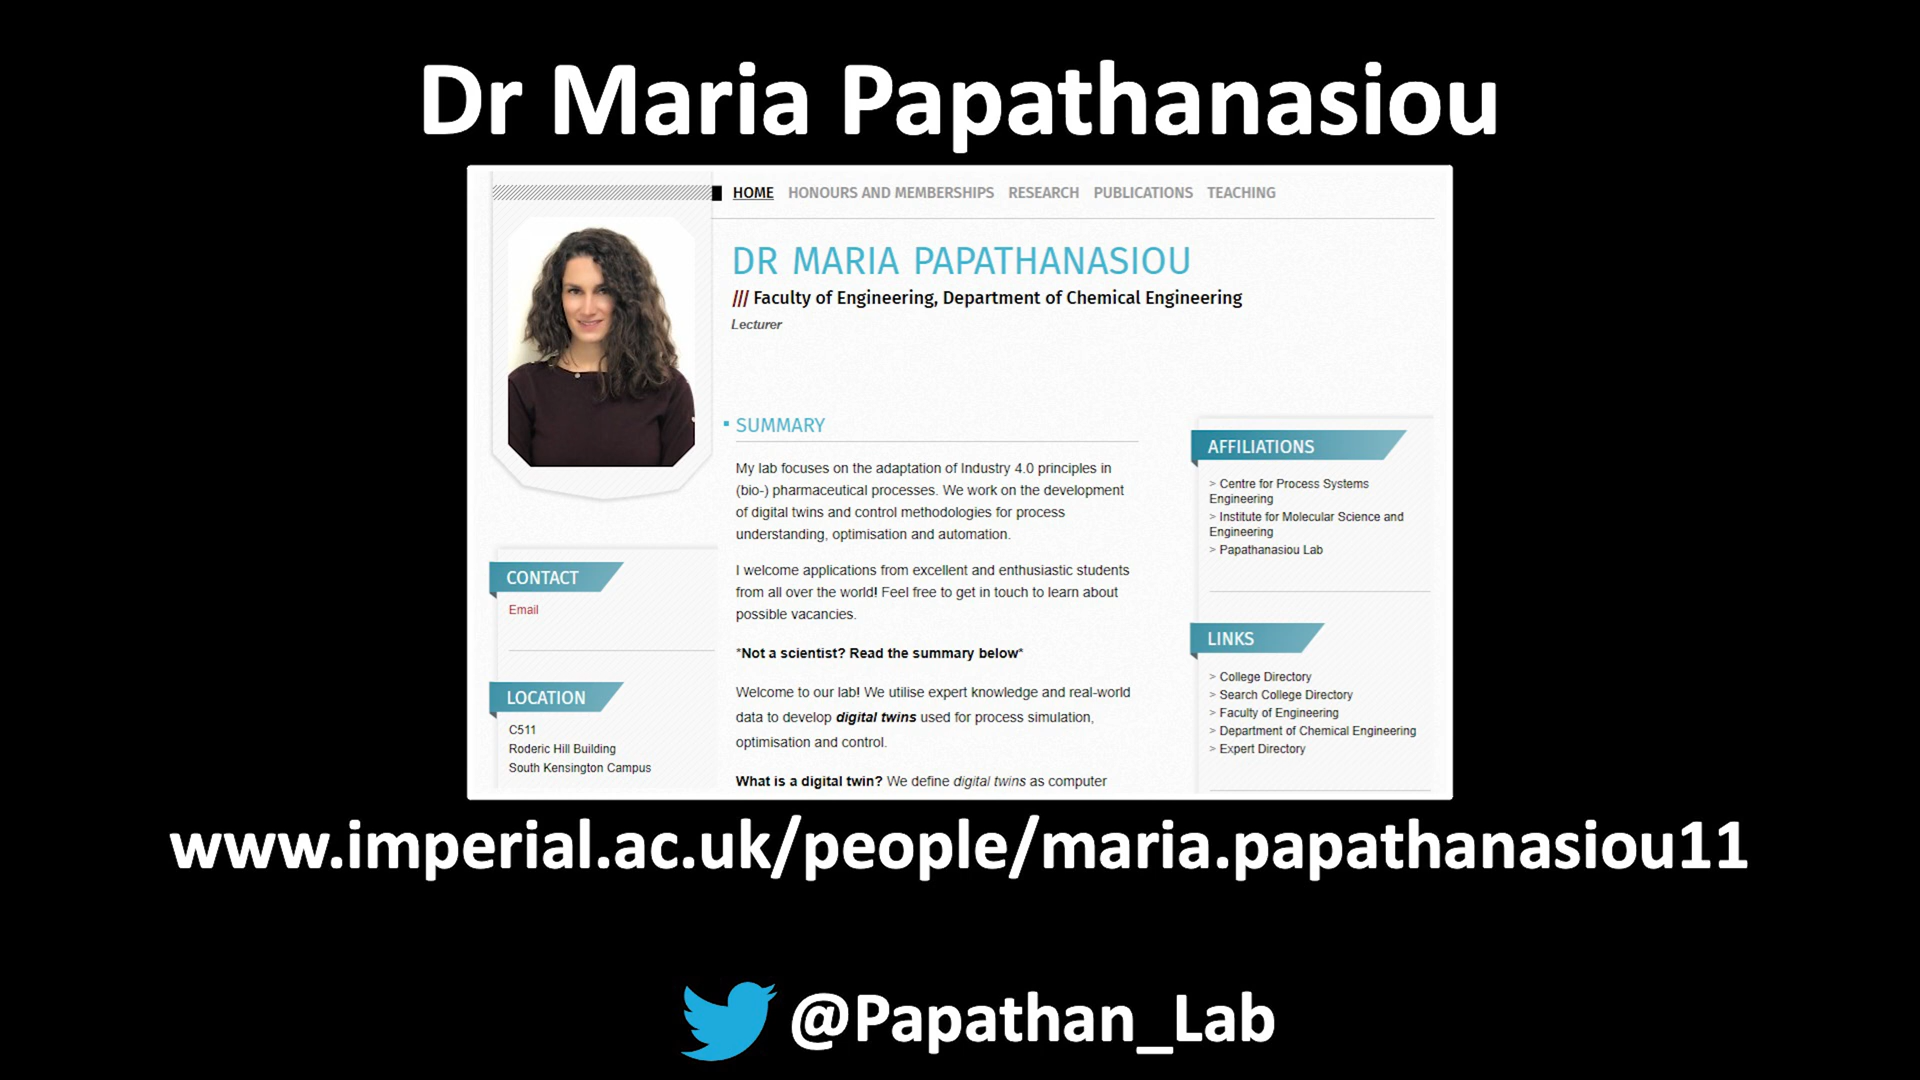 Dr Maria Papathanasiou
HOME HONOURS AND MEMBERSHIPS RESEARCH PUBLICATIONS TEACHING
DR MARIA PAPATHANASIOU
/// Faculty of Engineering, Department of Chemical Engineering
Lecturer
SUMMARY
My lab focuses on the adaptation of Industry 4.0 principles in
(bio-) pharmaceutical processes. We work on the development
of digital twins and control methodologies for process
understanding, optimisation and automation.
I welcome applications from excellent and enthusiastic students
from all over the world! Feel free to get in touch to learn about
possible vacancies.
*Not a scientist? Read the summary below*
Welcome to our lab! We utilise expert knowledge and real-world
data to develop digital twins used for process simulation,
optimisation and control.
What is a digital twin? We define digital twins as computer
CONTACT
Email
LOCATION
C511
Roderic Hill Building
South Kensington Campus
AFFILIATIONS
> Centre for Process Systems
Engineering
> Institute for Molecular Science and
Engineering
> Papathanasiou Lab
LINKS
> College Directory
> Search College Directory
> Faculty of Engineering
> Department of Chemical Engineering
> Expert Directory
www.imperial.ac.uk/people/maria.papathanasiou11
@Papathan_Lab